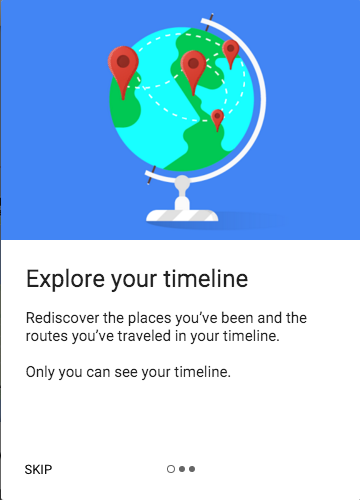 Explore your timeline
Rediscover the places you’ve been and the
routes you’ve traveled in your timeline.
Only you can see your timeline.
SKIP